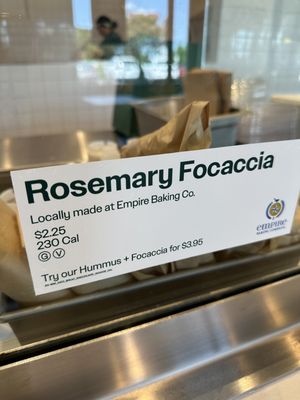 Rosemary Focaccia
Locally made at Empire Baking Co.
$2.25
230 Cal
G V
Try our Hummus + Focaccia for $3.95
empire